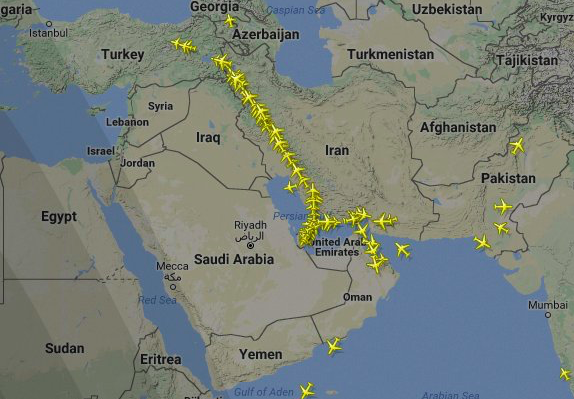 garia
Istanbul
Georgia
Caspian Sea
Uzbekistan
Kyrgyz
Azerbaijan
Turkey
Turkmenistan
Tajikistan
Syria
Lebanon
Afghanistan
Israel
Iraq
Iran
Jordan
Pakistan
Egypt
Persian
Riyadh
الرياض
United Arab
Emirates
Saudi Arabia
Mecca
مكة
Oman
Red Sea
Mumbai
Sudan
Eritrea
Yemen
Gulf of Aden
Arabian Sea